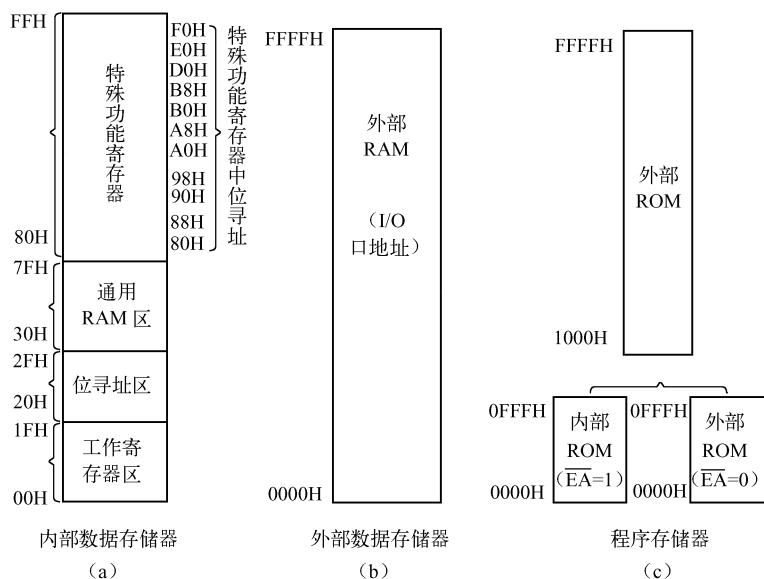 FFH
80H
特殊功能寄存器
F0H
E0H
D0H
B8H
B0H
A8H
A0H
98H
90H
88H
80H
特殊功能寄存器中位寻址
7FH
30H
通用
RAM 区
2FH
20H
位寻址区
1FH
00H
工作寄
存器区
内部数据存储器
（a）
FFFFH
外部
RAM
（I/O
口地址）
0000H
外部数据存储器
（b）
FFFFH
外部
ROM
1000H
0FFFH
内部
ROM
（E̅A̅=1）
0000H
0FFFH
外部
ROM
（E̅A̅=0）
0000H
程序存储器
（c）